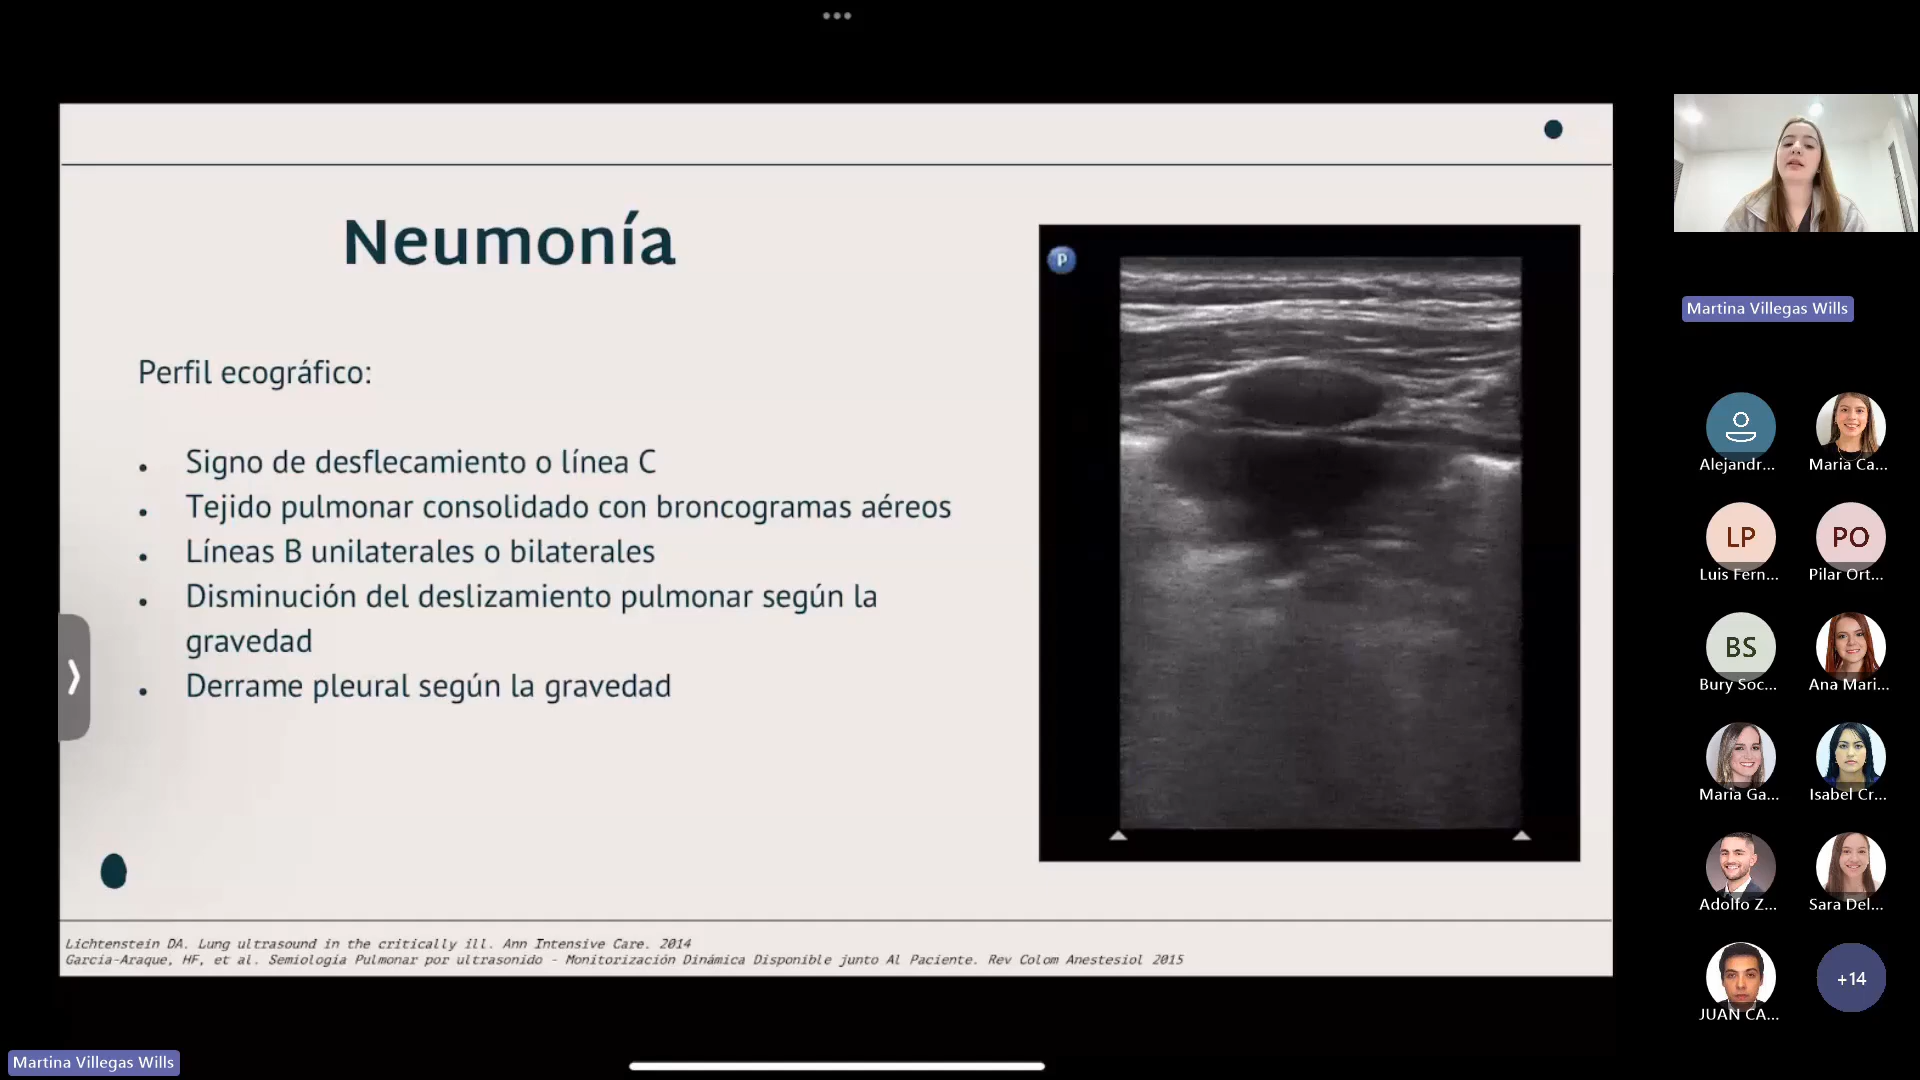 Neumonía
Perfil ecográfico:
Signo de desflecamiento o línea C
Tejido pulmonar consolidado con broncogramas aéreos
Líneas B unilaterales o bilaterales
Disminución del deslizamiento pulmonar según la
gravedad
Derrame pleural según la gravedad
P
Lichtenstein DA. Lung ultrasound in the critically ill. Ann Intensive Care. 2014
Garcia-Araque, HF, et al. Semiología Pulmonar por ultrasonido - Monitorización Dinámica Disponible junto Al Paciente. Rev Colom Anestesiol 2015
Martina Villegas Wills
Alejandr...
Maria Ca...
LP
PO
Luis Fern...
Pilar Ort...
BS
Bury Soc...
Ana Mari...
Maria Ga...
Isabel Cr...
Adolfo Z...
Sara Del...
JUAN CA...
+14
Martina Villegas Wills